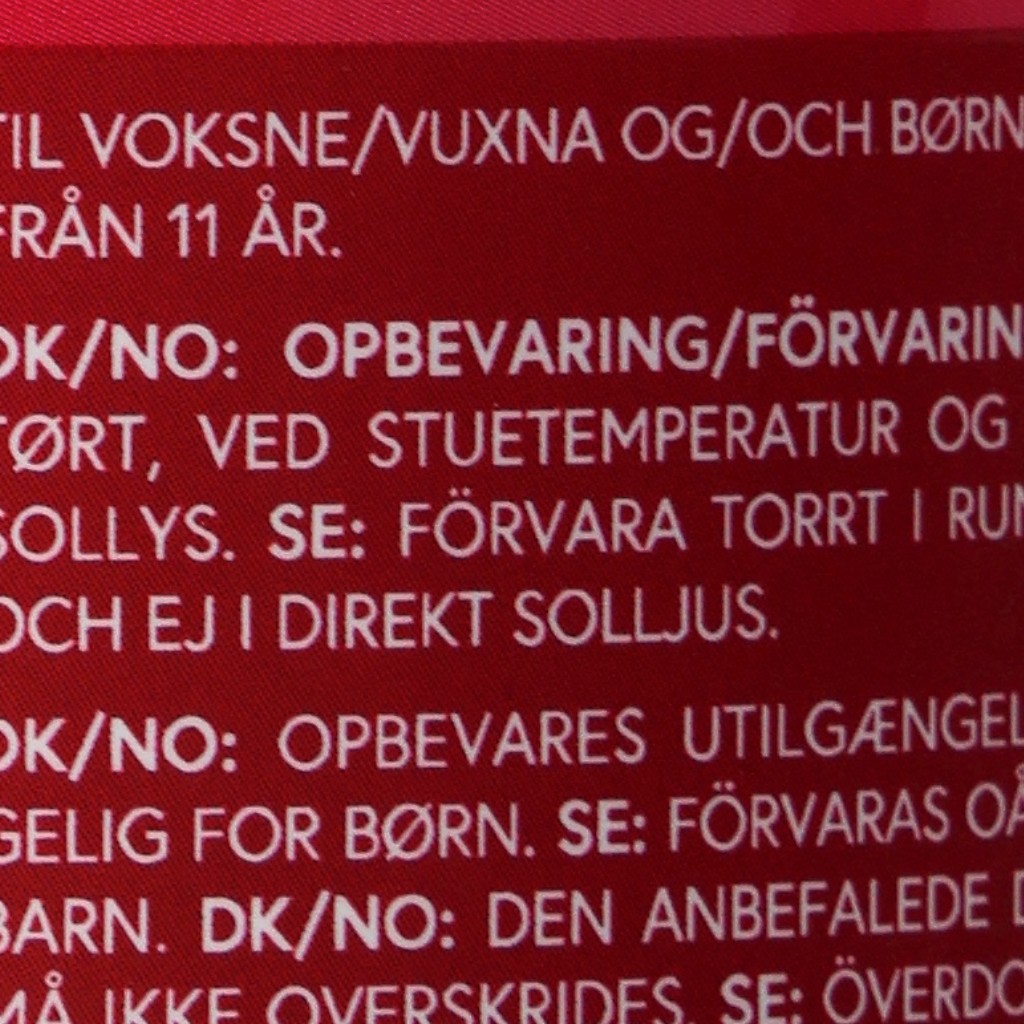 TIL VOKSNE/VUXNA OG/OCH BØRN
FRÅN 11 ÅR.
DK/NO: OPBEVARING/FÖRVARIN
TØRT, VED STUETEMPERATUR OG
SOLLYS. SE: FÖRVARA TORRT I RUM
OCH EJ I DIREKT SOLLJUS.
DK/NO: OPBEVARES UTILGÆNGEL
GELIG FOR BØRN. SE: FÖRVARAS OÅ
BARN. DK/NO: DEN ANBEFALEDE D
MÅ IKKE OVERSKRIDES. SE: ÖVERDO